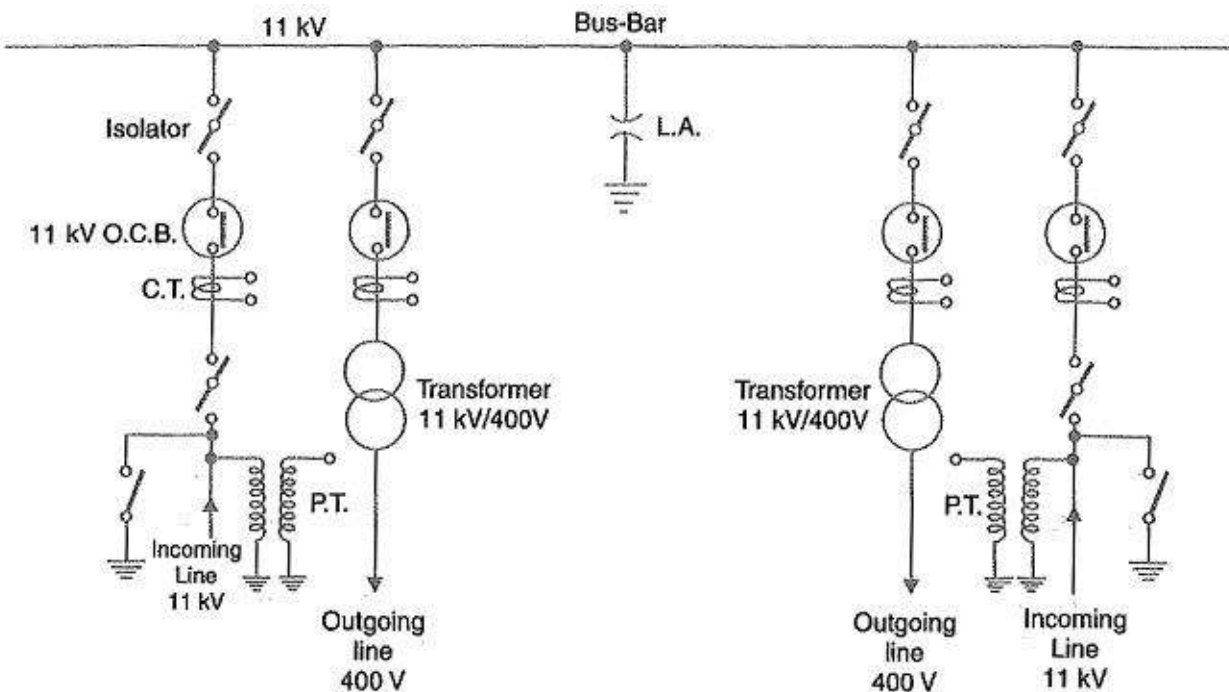 11 kV
Bus-Bar
Isolator
L.A.
11 kV O.C.B.
C.T.
Transformer
11 kV/400V
Transformer
11 kV/400V
P.T.
P.T.
Incoming
Line
11 kV
Outgoing
line
400 V
Outgoing
line
400 V
Incoming
Line
11 kV